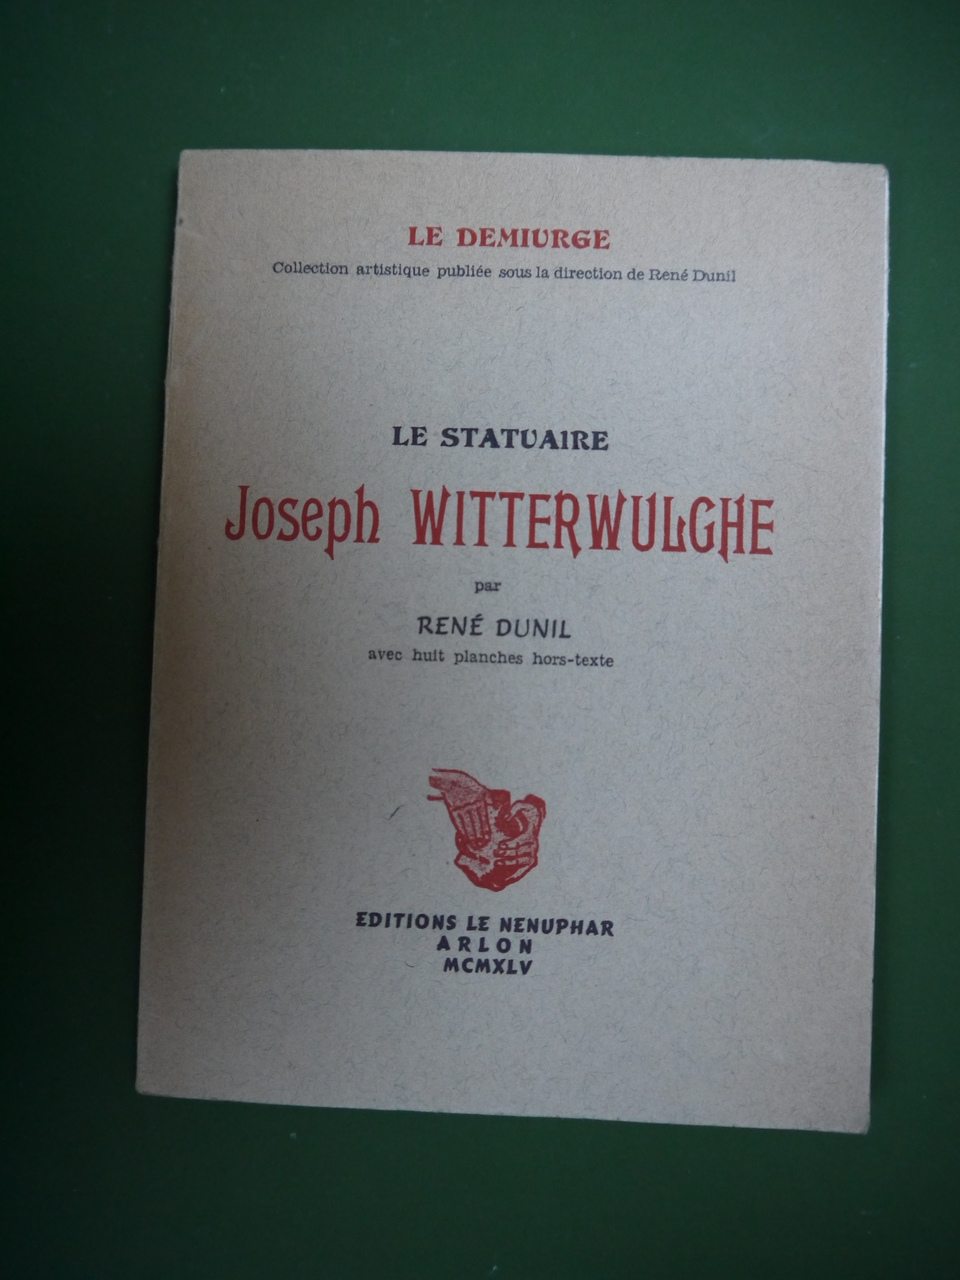 LE DEMIURGE
Collection artistique publiée sous la direction de René Dunil
LE STATUAIRE
Joseph WITTERWULGHE
par
RENÉ DUNIL
avec huit planches hors-texte
EDITIONS LE NENUPHAR
ARLON
MCMXLV